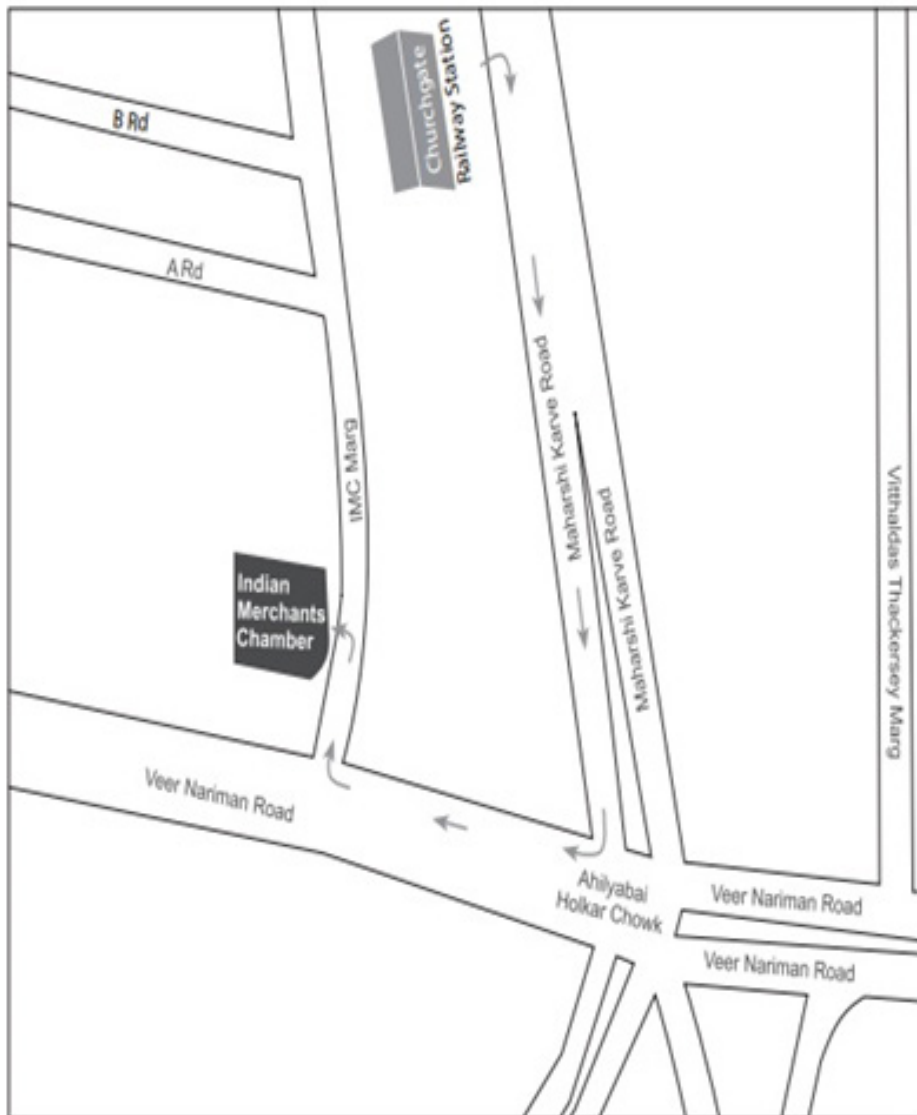 Churchgate
Railway Station
B Rd
A Rd
IMC Marg
Maharshi Karve Road
Maharshi Karve Road
Vitthaldas Thackersey Marg
Indian
Merchants
Chamber
Veer Nariman Road
Ahilyabai
Holkar Chowk
Veer Nariman Road
Veer Nariman Road